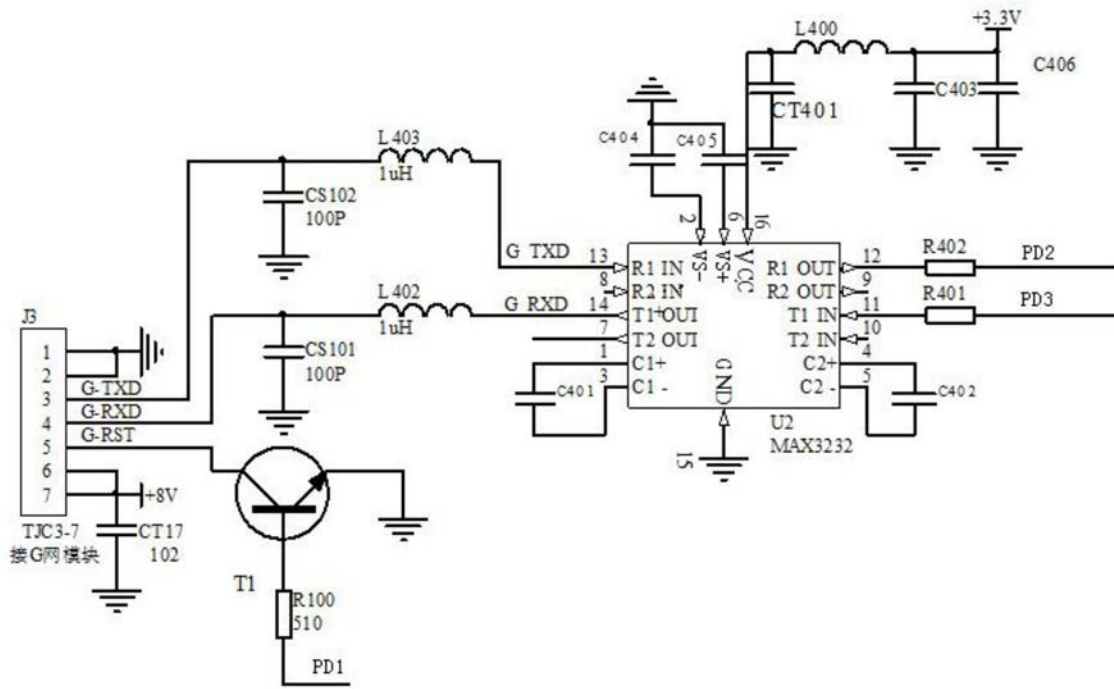 +3.3V
L400
C406
C403
CT401
C404
C405
L403
1uH
CS102
100P
2
6
16
VS-
VS+
VCC
G TXD
13
R1 IN
R1 OUT
12
R402
PD2
8
R2 IN
R2 OUT
9
L402
1uH
G RXD
14
T1+OUI
T1 IN
11
R401
PD3
7
T2 OUI
T2 IN
10
CS101
100P
1
C1+
C2+
4
C401
3
C1 -
C2 -
5
C402
GND
15
U2
MAX3232
J3
1
2
G-TXD
3
G-RXD
4
G-RST
5
6
7
+8V
TJC3-7
接G网模块
CT17
102
T1
R100
510
PD1